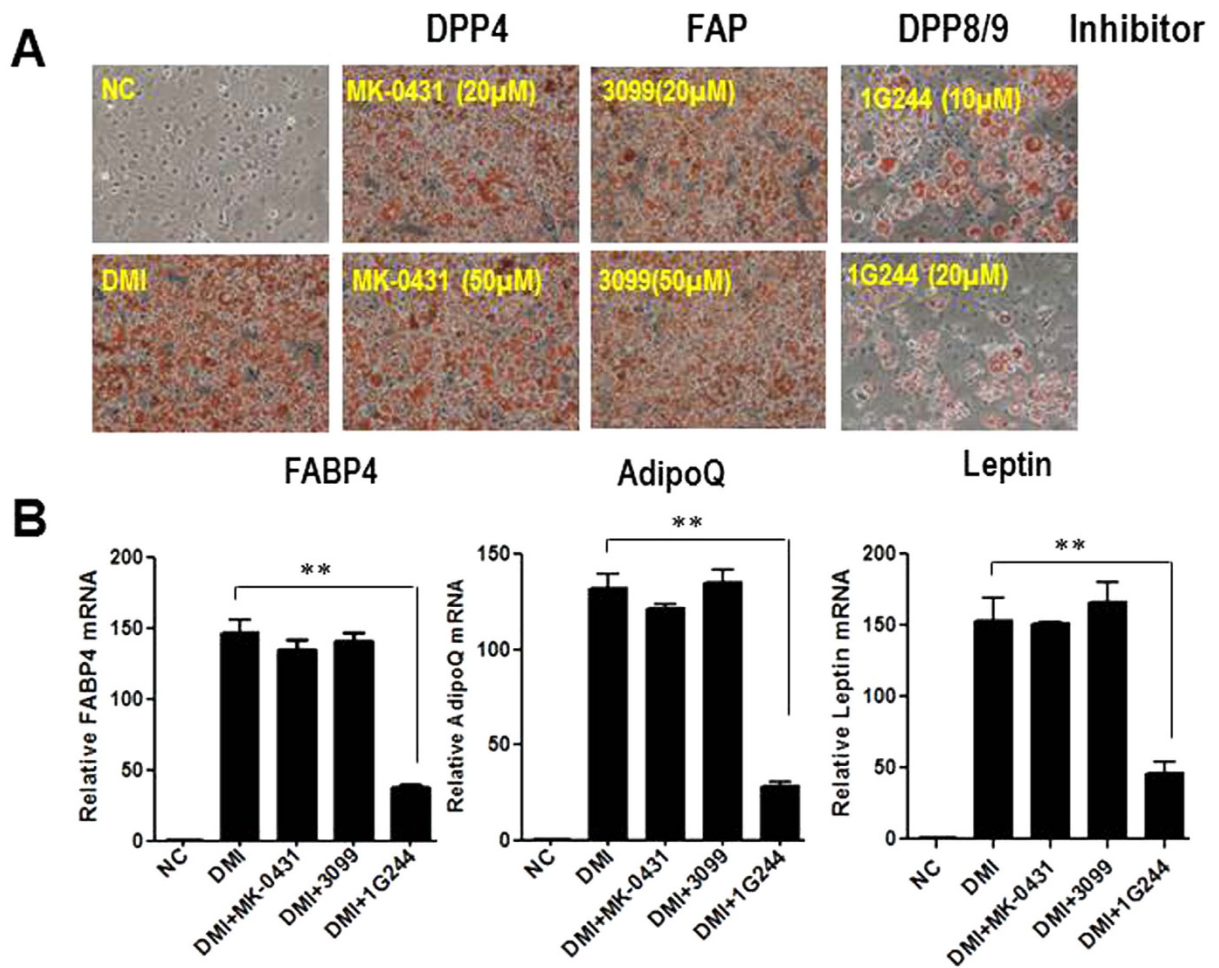 A
DPP4 FAP DPP8/9 Inhibitor
NC MK-0431 (20µM) 3099(20µM) 1G244 (10µM)
DMI MK-0431 (50µM) 3099(50µM) 1G244 (20µM)
B
FABP4
**
Relative FABP4 mRNA
200
150
100
50
0
NC
DMI
DMI+MK-0431
DMI+3099
DMI+1G244
AdipoQ
**
Relative AdipoQ mRNA
150
100
50
0
NC
DMI
DMI+MK-0431
DMI+3099
DMI+1G244
Leptin
**
Relative Leptin mRNA
200
150
100
50
0
NC
DMI
DMI+MK-0431
DMI+3099
DMI+1G244